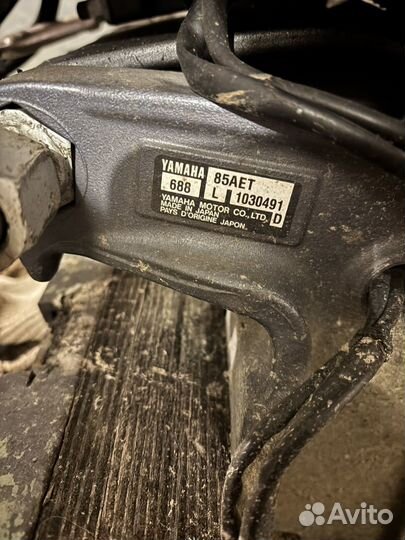 YAMAHA 85AET
688 L 1030491
YAMAHA MOTOR CO., LTD.
MADE IN JAPAN D
PAYS D'ORIGINE JAPON.
Avito